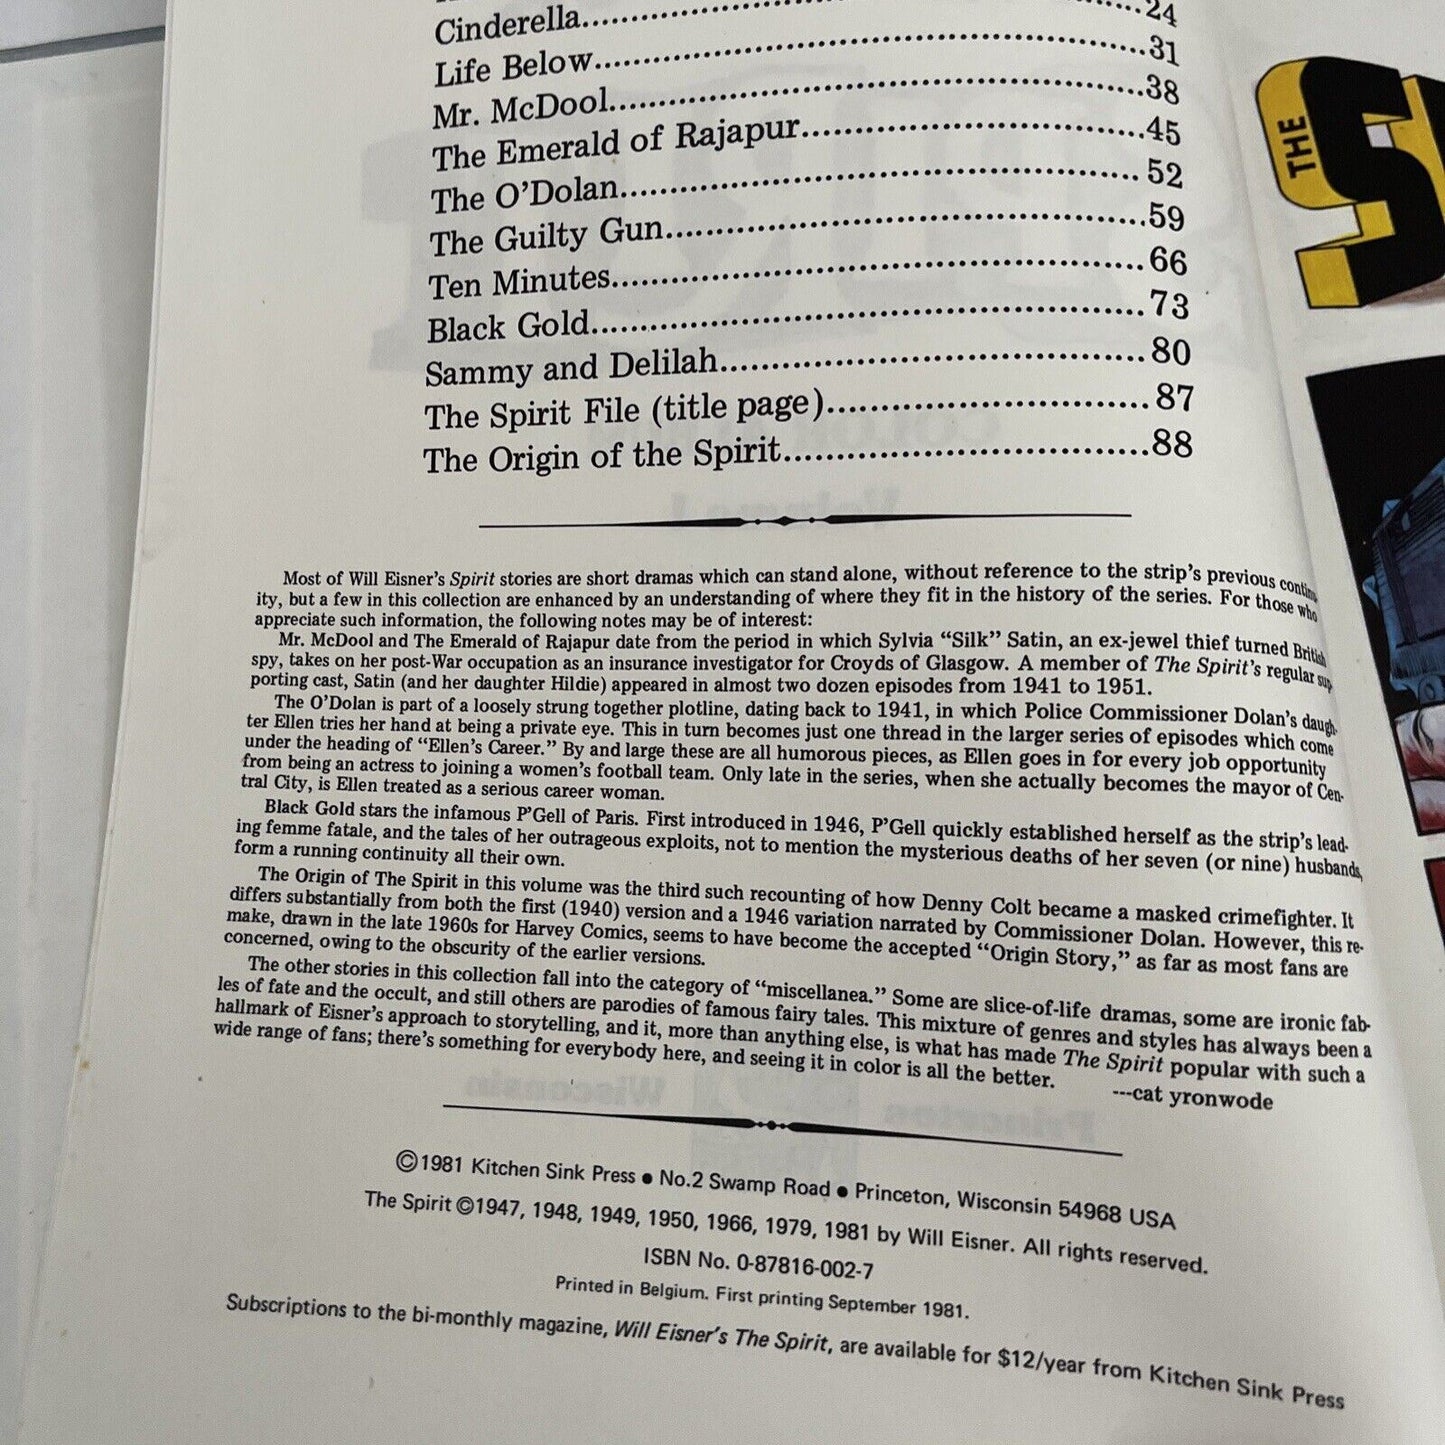 Cinderella 24
Life Below 31
Mr. McDool 38
The Emerald of Rajapur 45
The O'Dolan 52
The Guilty Gun 59
Ten Minutes 66
Black Gold 73
Sammy and Delilah 80
The Spirit File (title page) 87
The Origin of the Spirit 88
Most of Will Eisner's Spirit stories are short dramas which can stand alone, without reference to the strip's previous continu-
ity, but a few in this collection are enhanced by an understanding of where they fit in the history of the series. For those who
appreciate such information, the following notes may be of interest:
Mr. McDool and The Emerald of Rajapur date from the period in which Sylvia "Silk" Satin, an ex-jewel thief turned British
spy, takes on her post-War occupation as an insurance investigator for Croyds of Glasgow. A member of The Spirit's regular sup-
porting cast, Satin (and her daughter Hildie) appeared in almost two dozen episodes from 1941 to 1951.
The O'Dolan is part of a loosely strung together plotline, dating back to 1941, in which Police Commissioner Dolan's daugh-
ter Ellen tries her hand at being a private eye. This in turn becomes just one thread in the larger series of episodes which come
under the heading of "Ellen's Career." By and large these are all humorous pieces, as Ellen goes in for every job opportunity
from being an actress to joining a women's football team. Only late in the series, when she actually becomes the mayor of Cen-
tral City, is Ellen treated as a serious career woman.
Black Gold stars the infamous P'Gell of Paris. First introduced in 1946, P'Gell quickly established herself as the strip's lead-
ing femme fatale, and the tales of her outrageous exploits, not to mention the mysterious deaths of her seven (or nine) husbands,
form a running continuity all their own.
The Origin of The Spirit in this volume was the third such recounting of how Denny Colt became a masked crimefighter. It
differs substantially from both the first (1940) version and a 1946 variation narrated by Commissioner Dolan. However, this re-
make, drawn in the late 1960s for Harvey Comics, seems to have become the accepted "Origin Story," as far as most fans are
concerned, owing to the obscurity of the earlier versions.
The other stories in this collection fall into the category of "miscellanea." Some are slice-of-life dramas, some are ironic fab-
les of fate and the occult, and still others are parodies of famous fairy tales. This mixture of genres and styles has always been a
hallmark of Eisner's approach to storytelling, and it, more than anything else, is what has made The Spirit popular with such a
wide range of fans; there's something for everybody here, and seeing it in color is all the better.
---cat yronwode
©1981 Kitchen Sink Press ● No.2 Swamp Road ● Princeton, Wisconsin 54968 USA
The Spirit ©1947, 1948, 1949, 1950, 1966, 1979, 1981 by Will Eisner. All rights reserved.
ISBN No. 0-87816-002-7
Printed in Belgium. First printing September 1981.
Subscriptions to the bi-monthly magazine, Will Eisner's The Spirit, are available for $12/year from Kitchen Sink Press
THE